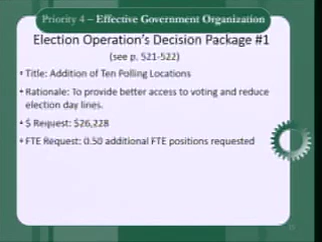 Priority 4 – Effective Government Organization
Election Operation's Decision Package #1
(see p. 521-522)
• Title: Addition of Ten Polling Locations
• Rationale: To provide better access to voting and reduce
election day lines.
• $ Request: $26,228
• FTE Request: 0.50 additional FTE positions requested